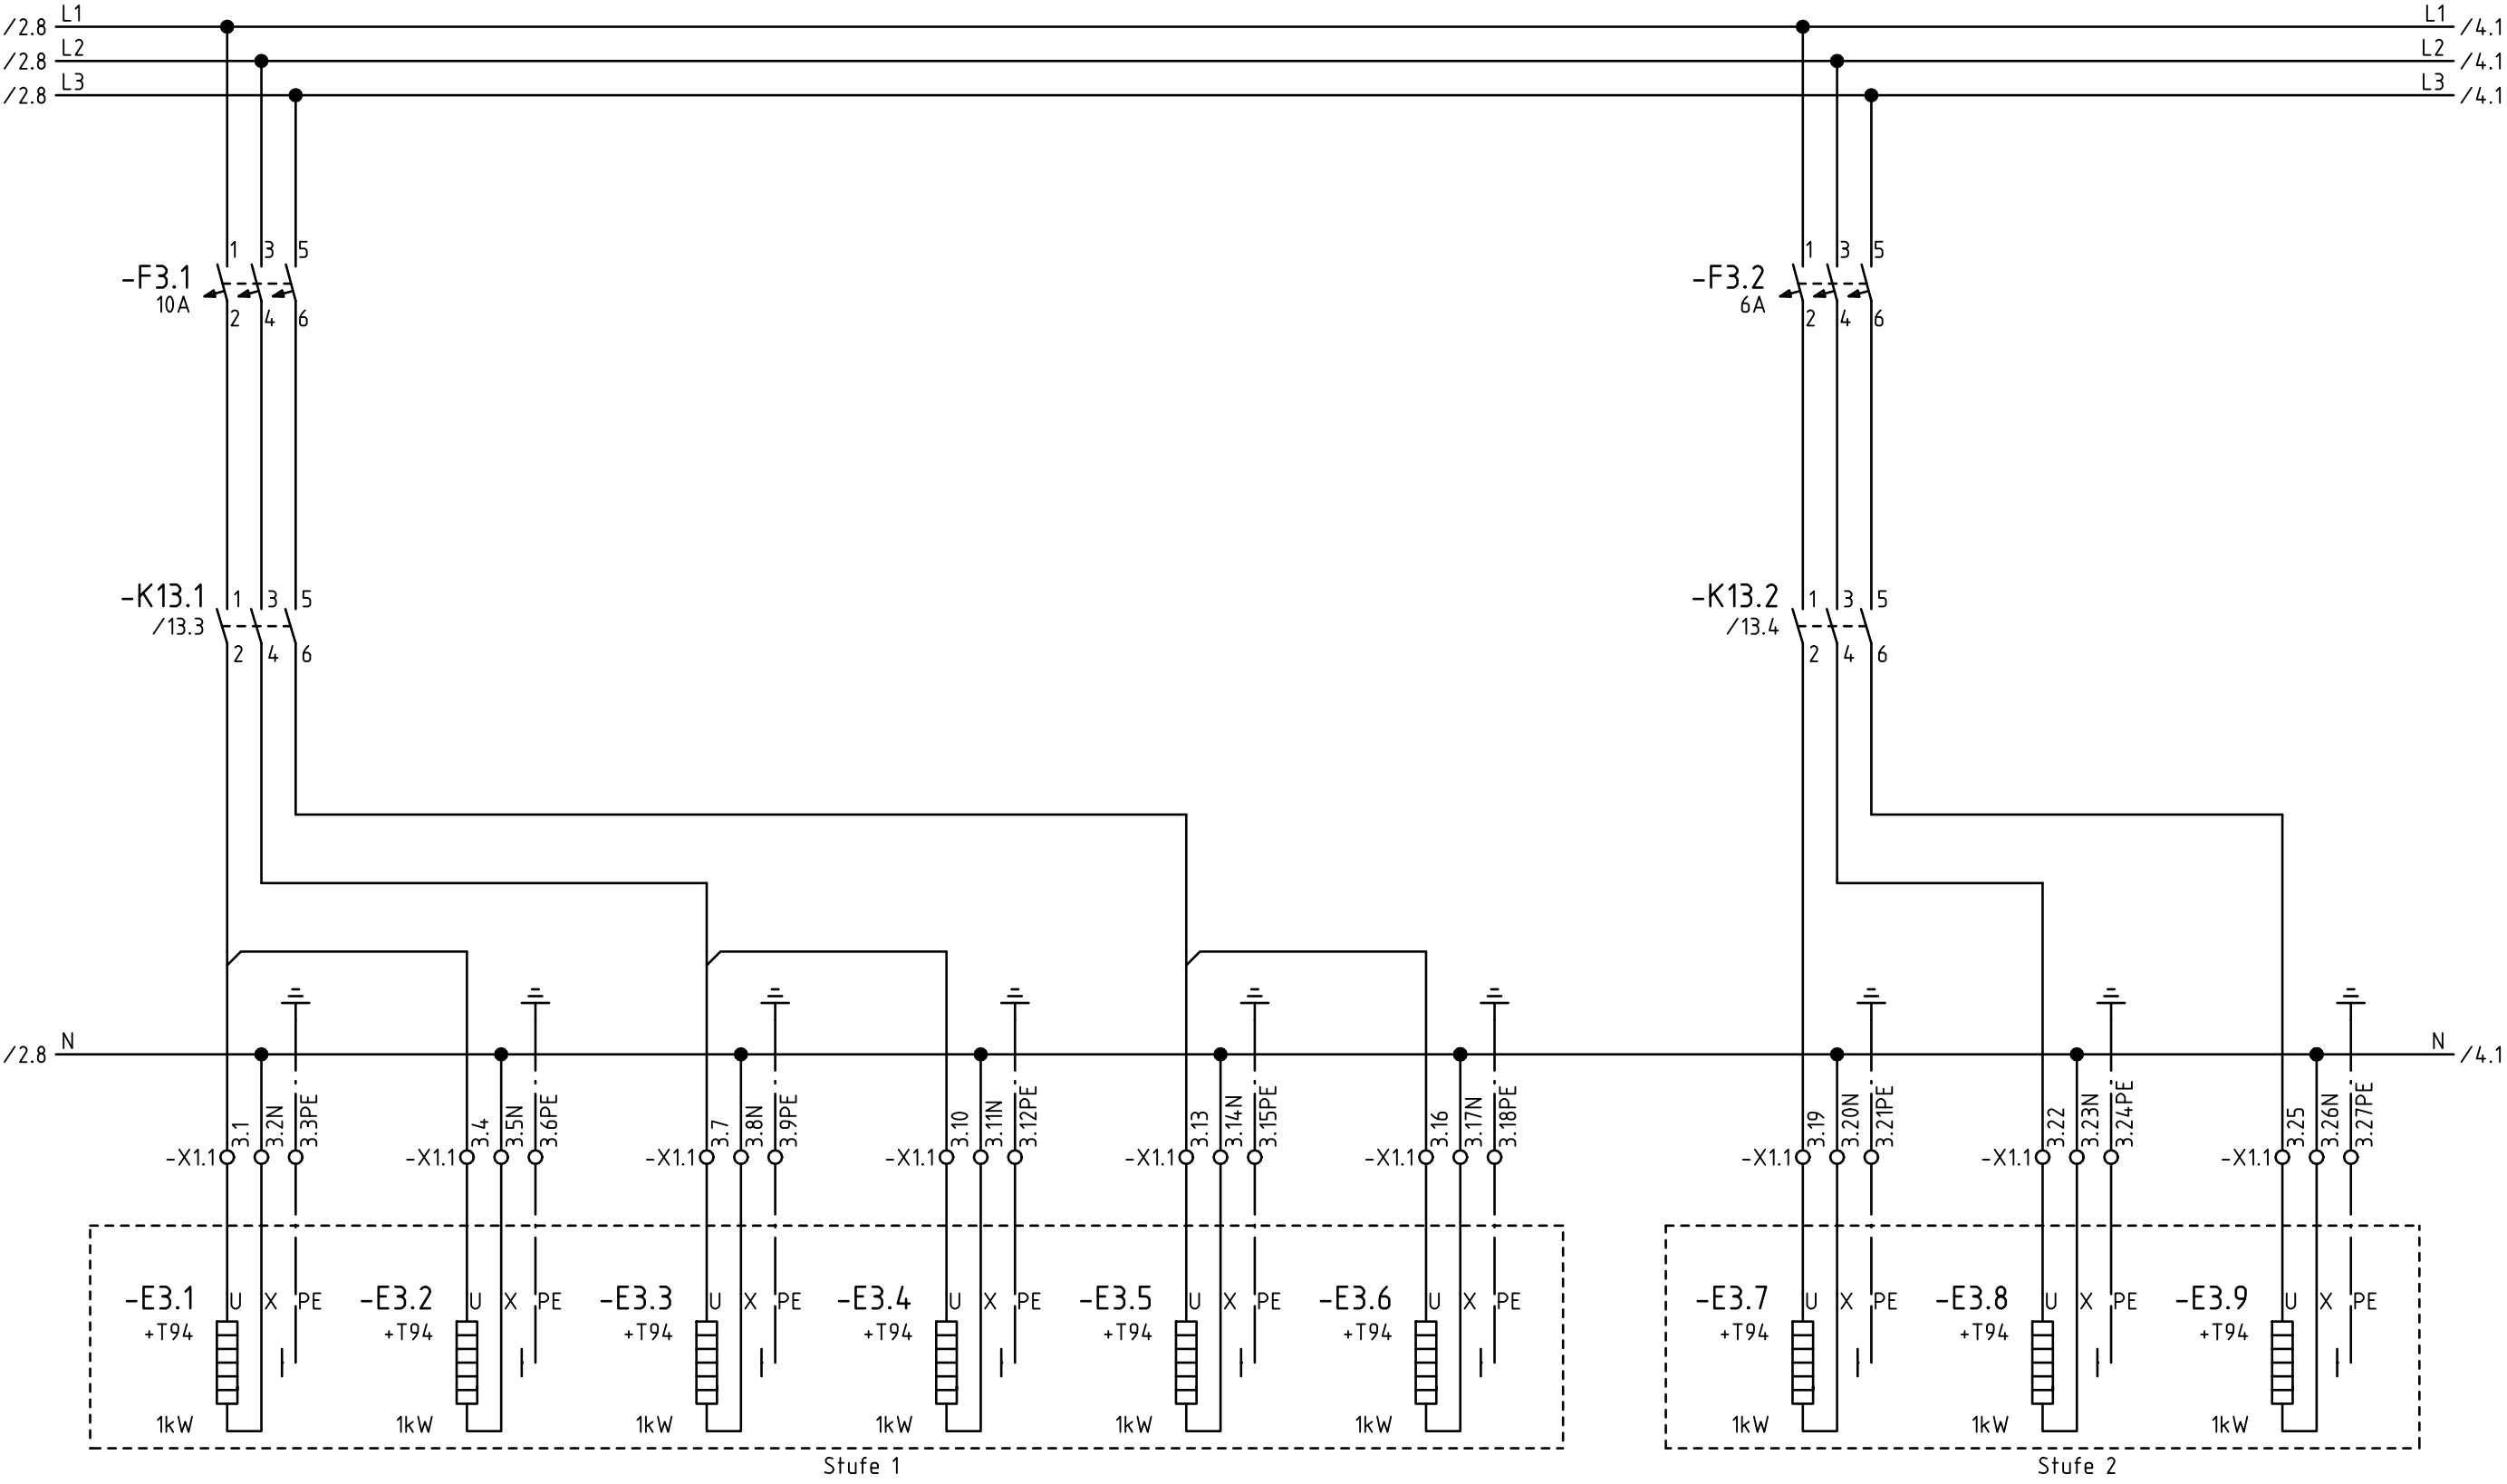 L1 L1
/2.8 /4.1
L2 L2
/2.8 /4.1
L3 L3
/2.8 /4.1
1 3 5 1 3 5
-F3.1 -F3.2
10A 6A
2 4 6 2 4 6
-K13.1 1 3 5 -K13.2 1 3 5
/13.3 /13.4
2 4 6 2 4 6
N N
/2.8 /4.1
3.1 3.2N 3.3PE 3.4 3.5N 3.6PE 3.7 3.8N 3.9PE 3.10 3.11N 3.12PE 3.13 3.14N 3.15PE 3.16 3.17N 3.18PE 3.19 3.20N 3.21PE 3.22 3.23N 3.24PE 3.25 3.26N 3.27PE
-X1.1 -X1.1 -X1.1 -X1.1 -X1.1 -X1.1 -X1.1 -X1.1 -X1.1
-E3.1 U X PE -E3.2 U X PE -E3.3 U X PE -E3.4 U X PE -E3.5 U X PE -E3.6 U X PE -E3.7 U X PE -E3.8 U X PE -E3.9 U X PE
+T94 +T94 +T94 +T94 +T94 +T94 +T94 +T94 +T94
1kW 1kW 1kW 1kW 1kW 1kW 1kW 1kW 1kW
Stufe 1 Stufe 2